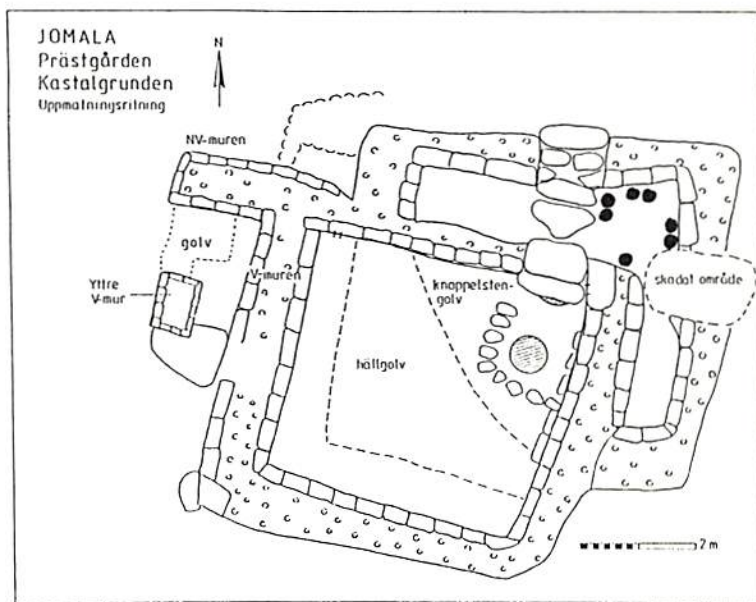 JOMALA
Prästgården
Kastalgrunden
Uppmätningsritning
N
NV-muren
golv
V-muren
Yttre
V-mur
knappelsten-
golv
skadat område
hällgolv
2 m